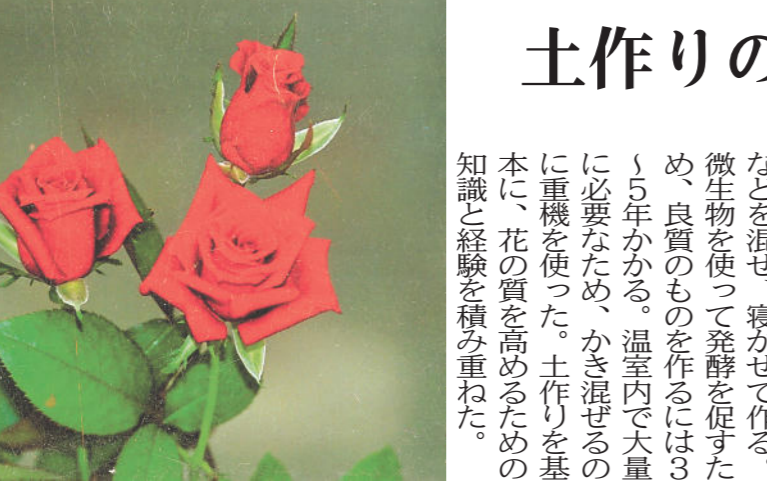 土作りの
などを混ぜ、寝かせて作る。
微生物を使って発酵を促すた
め、良質のものを作るには３
〜５年かかる。温室内で大量
に必要なため、かき混ぜるの
に重機を使った。土作りを基
本に、花の質を高めるための
知識と経験を積み重ねた。